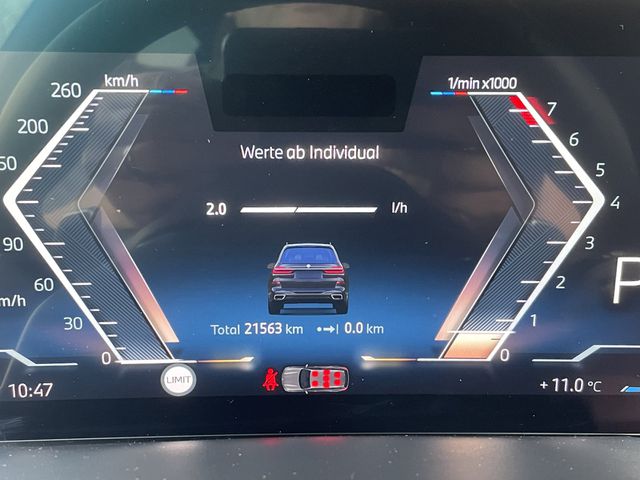 km/h
1/min x1000
260
200
50
90
60
m/h
30
0
7
6
5
4
3
2
1
0
Werte ab Individual
2.0 l/h
P
Total 21563 km 0.0 km
10:47
LIMIT
+11.0 °C